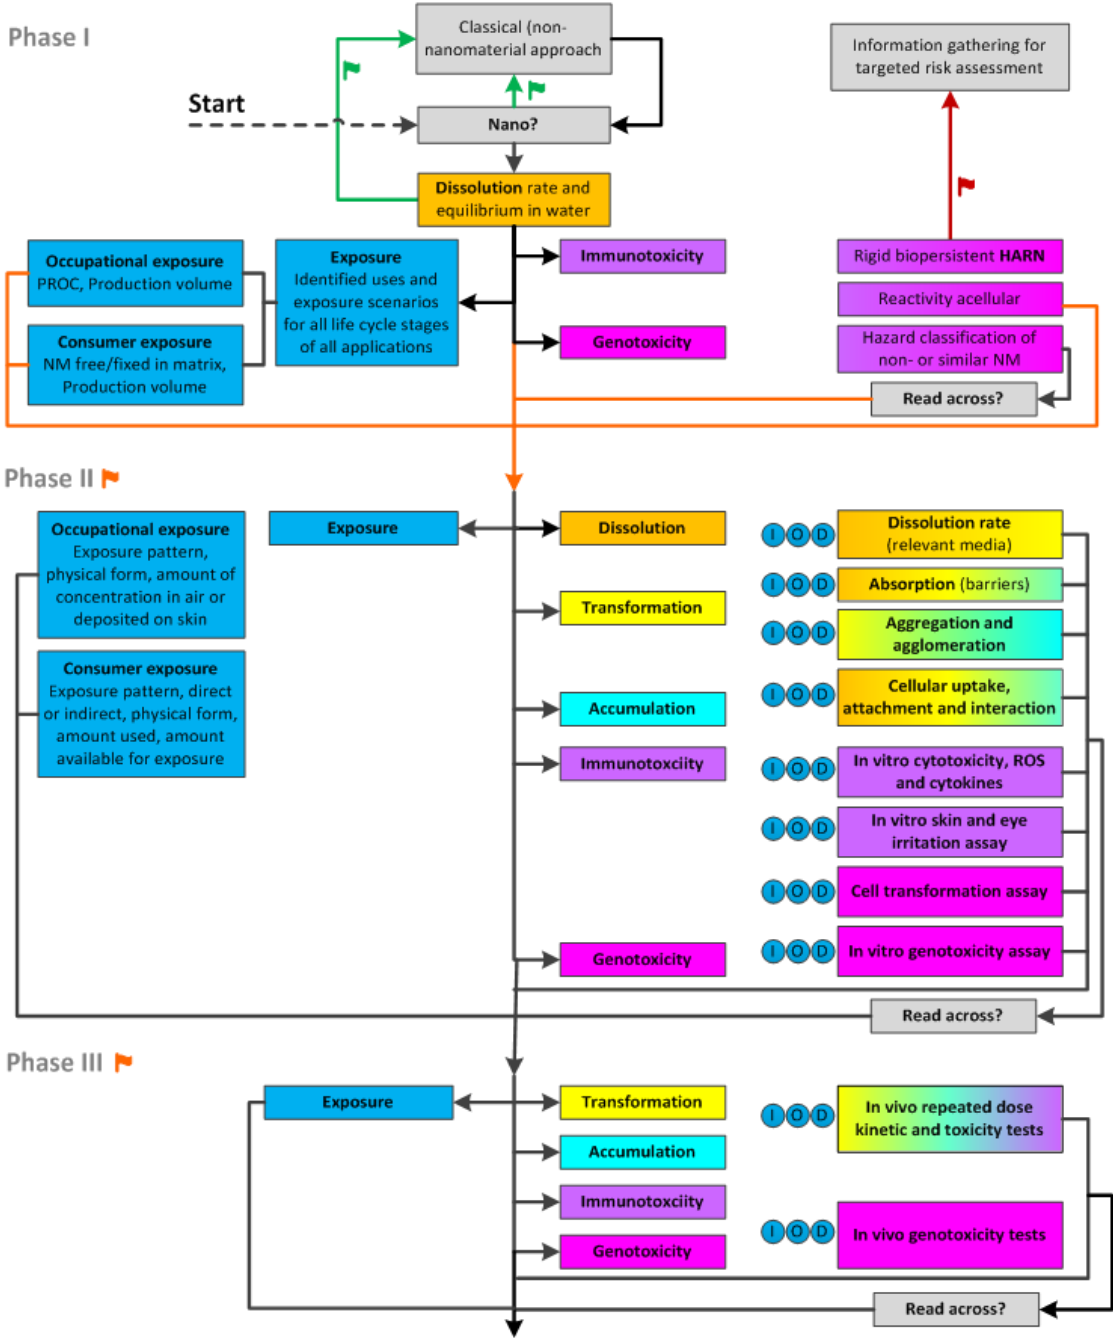 Phase I
Classical (non-
nanomaterial approach
Information gathering for
targeted risk assessment
Start
Nano?
Dissolution rate and
equilibrium in water
Occupational exposure
PROC, Production volume
Exposure
Identified uses and
exposure scenarios
for all life cycle stages
of all applications
Immunotoxicity
Rigid biopersistent HARN
Reactivity acellular
Consumer exposure
NM free/fixed in matrix,
Production volume
Genotoxicity
Hazard classification of
non- or similar NM
Read across?
Phase II
Occupational exposure
Exposure pattern,
physical form, amount of
concentration in air or
deposited on skin
Exposure
Dissolution
I O D
Dissolution rate
(relevant media)
I O D
Absorption (barriers)
Transformation
I O D
Aggregation and
agglomeration
Consumer exposure
Exposure pattern, direct
or indirect, physical form,
amount used, amount
available for exposure
Accumulation
I O D
Cellular uptake,
attachment and interaction
Immunotoxciity
I O D
In vitro cytotoxicity, ROS
and cytokines
I O D
In vitro skin and eye
irritation assay
I O D
Cell transformation assay
Genotoxicity
I O D
In vitro genotoxicity assay
Read across?
Phase III
Exposure
Transformation
I O D
In vivo repeated dose
kinetic and toxicity tests
Accumulation
Immunotoxciity
Genotoxicity
I O D
In vivo genotoxicity tests
Read across?